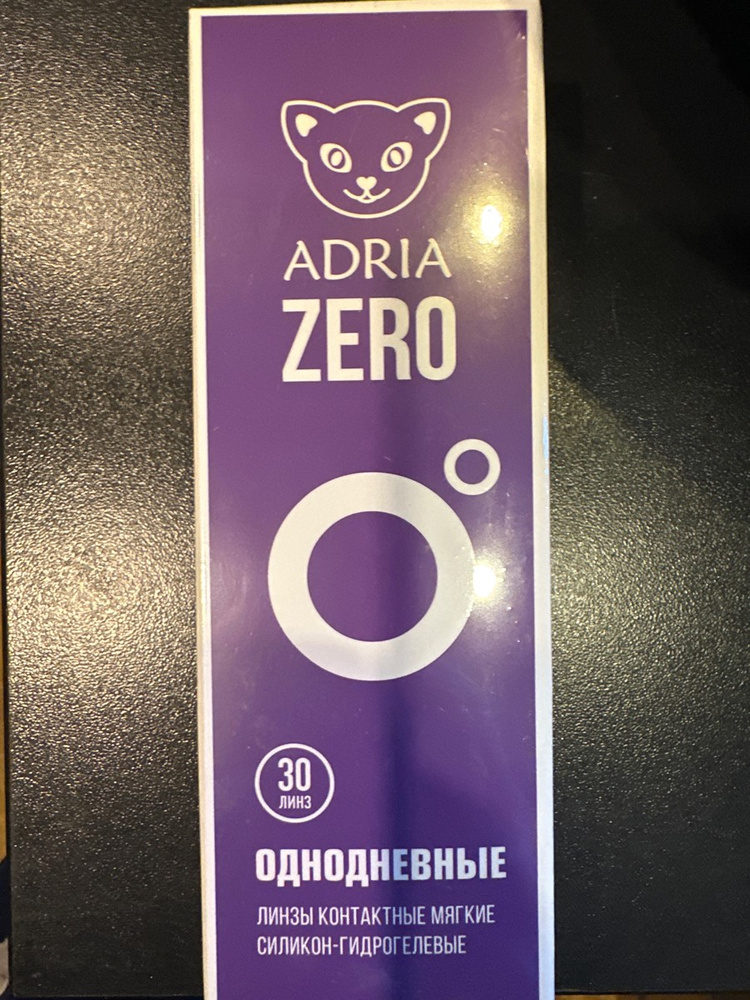 ADRIA
ZERO
30
ЛИНЗ
ОДНОДНЕВНЫЕ
ЛИНЗЫ КОНТАКТНЫЕ МЯГКИЕ
СИЛИКОН-ГИДРОГЕЛЕВЫЕ